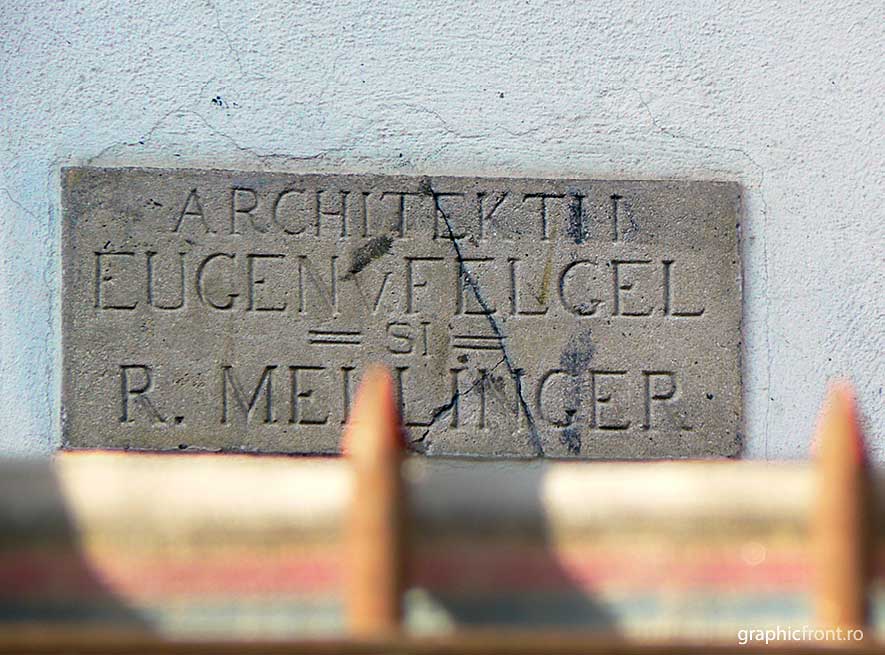 ARCHITEKTII
EUGEN V FELGEL
= SI =
R. MELLINGER
graphicfront.ro